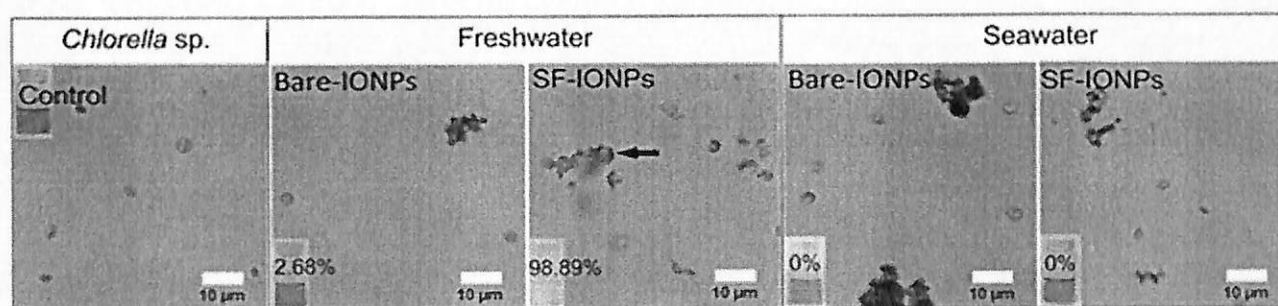 Chlorella sp.
Freshwater
Seawater
Control
Bare-IONPs
SF-IONPs
Bare-IONPs
SF-IONPs
2.68%
98.89%
0%
0%
10 µm
10 µm
10 µm
10 µm
10 µm